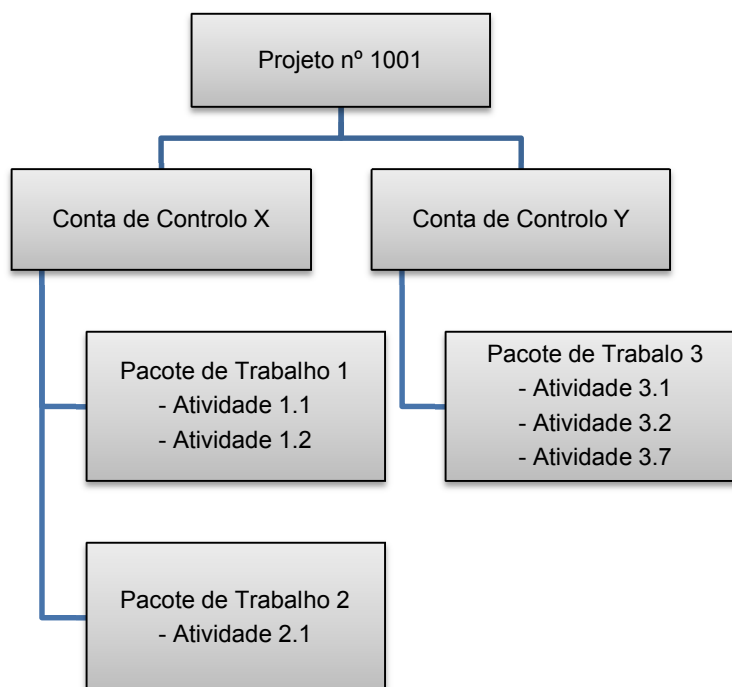 Projeto nº 1001
Conta de Controlo X
Conta de Controlo Y
Pacote de Trabalho 1
- Atividade 1.1
- Atividade 1.2
Pacote de Trabalo 3
- Atividade 3.1
- Atividade 3.2
- Atividade 3.7
Pacote de Trabalho 2
- Atividade 2.1